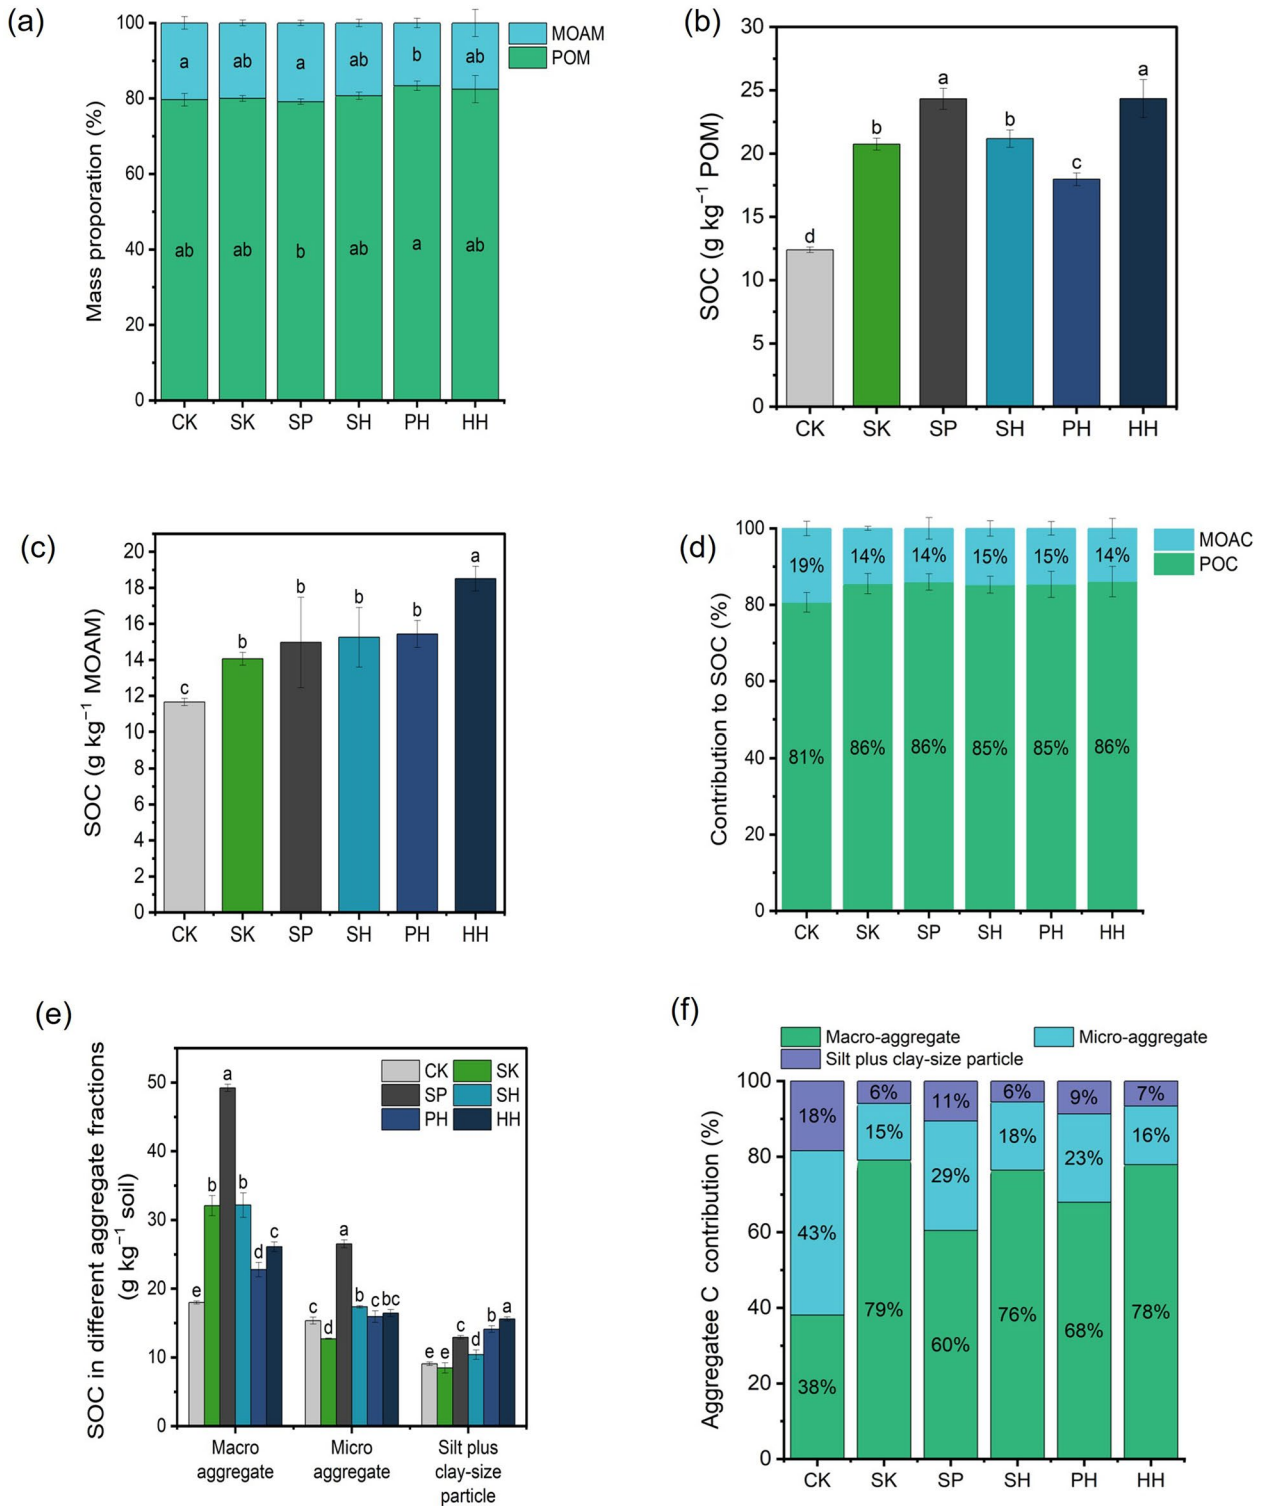 (a)
MOAM
POM
Mass proporation (%)
100
80
60
40
20
0
a ab a ab b ab
ab ab b ab a ab
CK SK SP SH PH HH
(b)
SOC (g kg⁻¹ POM)
30
25
20
15
10
5
0
d b a b c a
CK SK SP SH PH HH
(c)
SOC (g kg⁻¹ MOAM)
20
18
16
14
12
10
8
6
4
2
0
c b b b b a
CK SK SP SH PH HH
(d)
MOAC
POC
Contribution to SOC (%)
100
80
60
40
20
0
19% 14% 14% 15% 15% 14%
81% 86% 86% 85% 85% 86%
CK SK SP SH PH HH
(e)
SOC in different aggregate fractions
(g kg⁻¹ soil)
CK SK
SP SH
PH HH
50
40
30
20
10
0
e b a b d c
c d a b c bc
e e c d b a
Macro
aggregate
Micro
aggregate
Silt plus
clay-size
particle
(f)
Macro-aggregate Micro-aggregate
Silt plus clay-size particle
Aggregatee C contribution (%)
100
80
60
40
20
0
18% 6% 11% 6% 9% 7%
43% 15% 29% 18% 23% 16%
38% 79% 60% 76% 68% 78%
CK SK SP SH PH HH